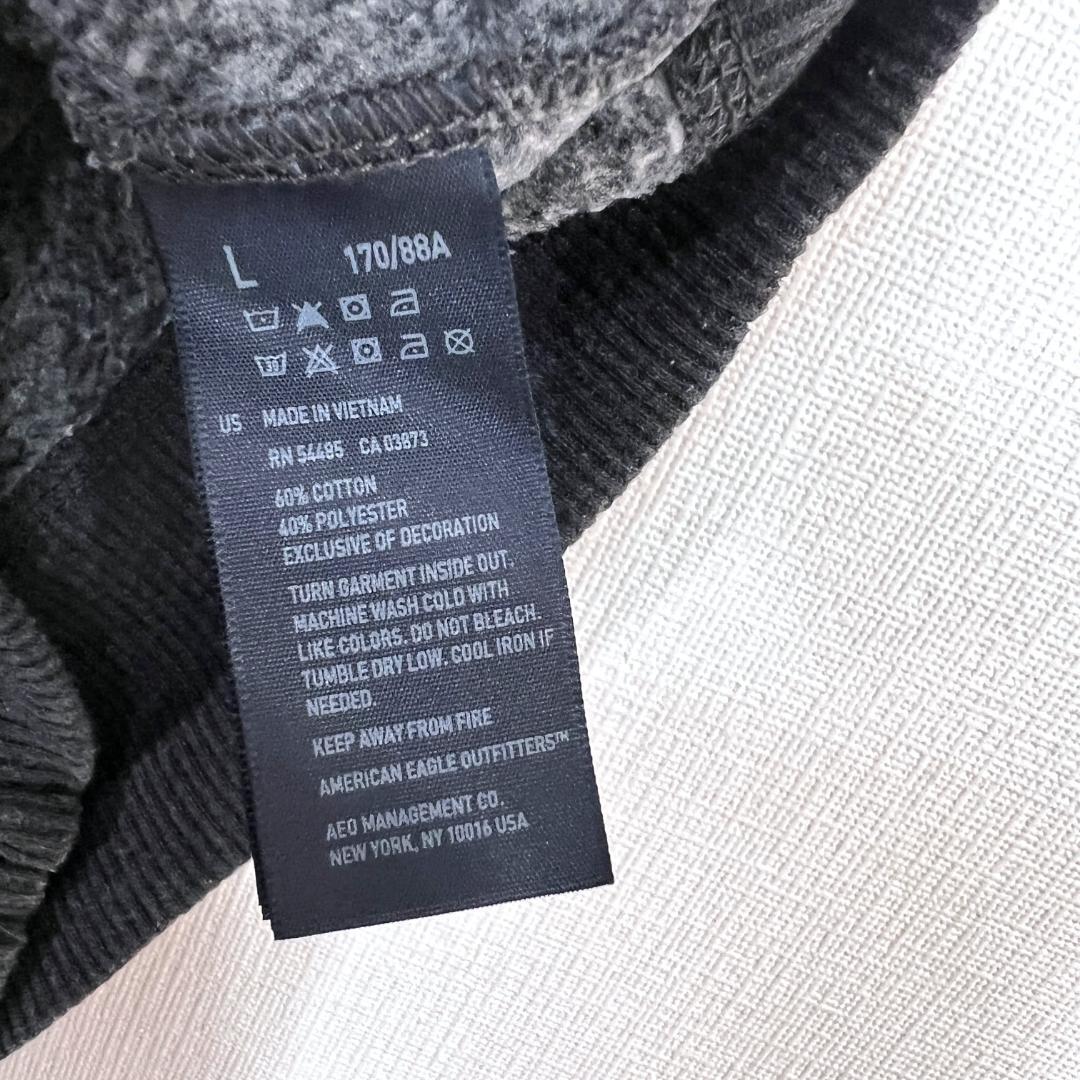 L 170/88A
30
US MADE IN VIETNAM
RN 54485 CA 03873
60% COTTON
40% POLYESTER
EXCLUSIVE OF DECORATION
TURN GARMENT INSIDE OUT.
MACHINE WASH COLD WITH
LIKE COLORS. DO NOT BLEACH.
TUMBLE DRY LOW. COOL IRON IF
NEEDED.
KEEP AWAY FROM FIRE
AMERICAN EAGLE OUTFITTERS™
AEO MANAGEMENT CO.
NEW YORK, NY 10016 USA